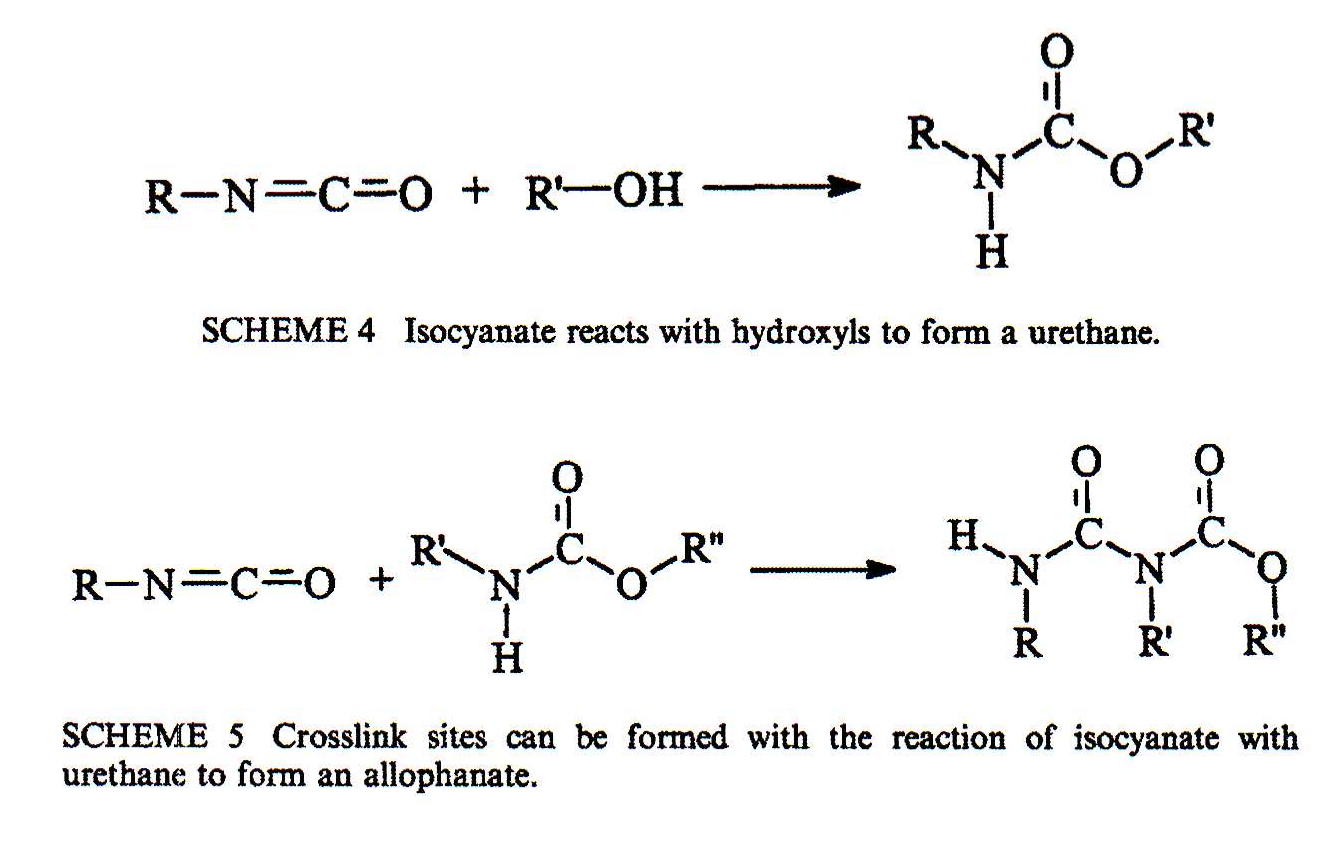 O
R N C O R'
H
R—N=C=O + R'—OH
SCHEME 4 Isocyanate reacts with hydroxyls to form a urethane.
O
R' N C O R"
H
R—N=C=O +
O O
H N C N C O
R R' R"
SCHEME 5 Crosslink sites can be formed with the reaction of isocyanate with
urethane to form an allophanate.